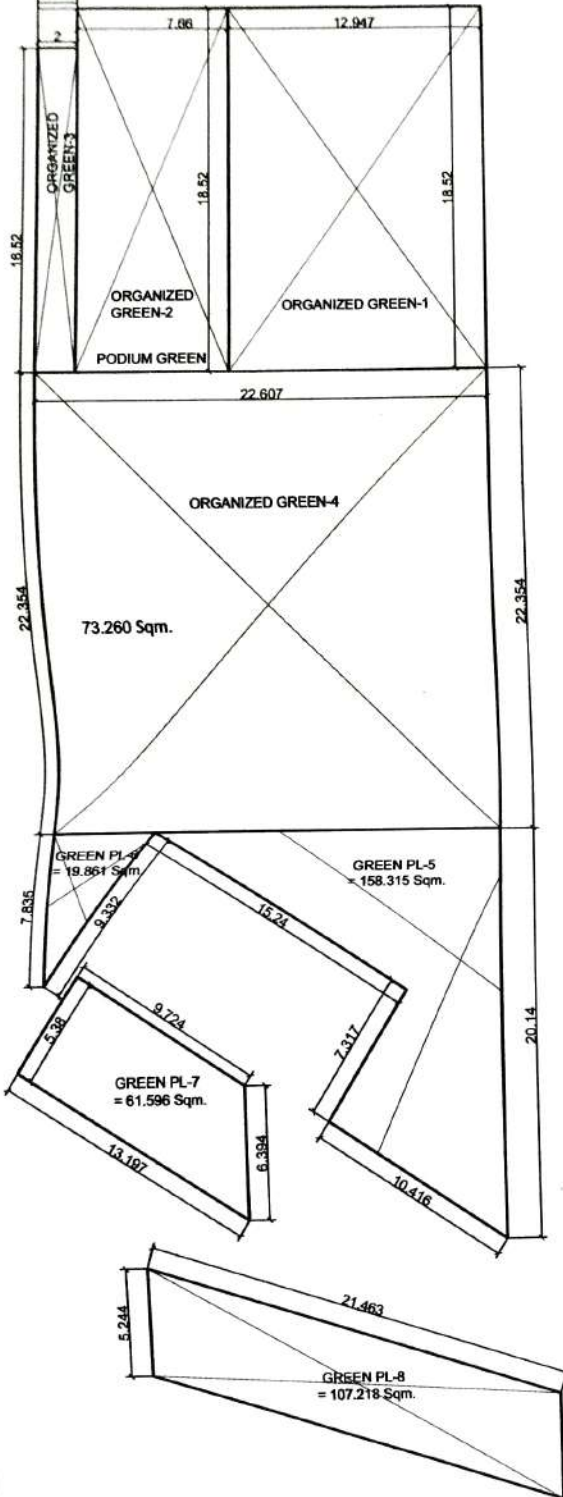 2
7.66
12.947
ORGANIZED
GREEN-3
18.52
18.52
18.52
ORGANIZED
GREEN-2
ORGANIZED GREEN-1
PODIUM GREEN
22.607
ORGANIZED GREEN-4
22.354
22.354
73.260 Sqm.
GREEN PL-6
= 19.861 Sqm.
GREEN PL-5
= 158.315 Sqm.
7.835
9.332
15.24
20.14
7.317
9.724
5.38
GREEN PL-7
= 61.596 Sqm.
6.394
13.197
10.416
21.463
5.244
GREEN PL-8
= 107.218 Sqm.